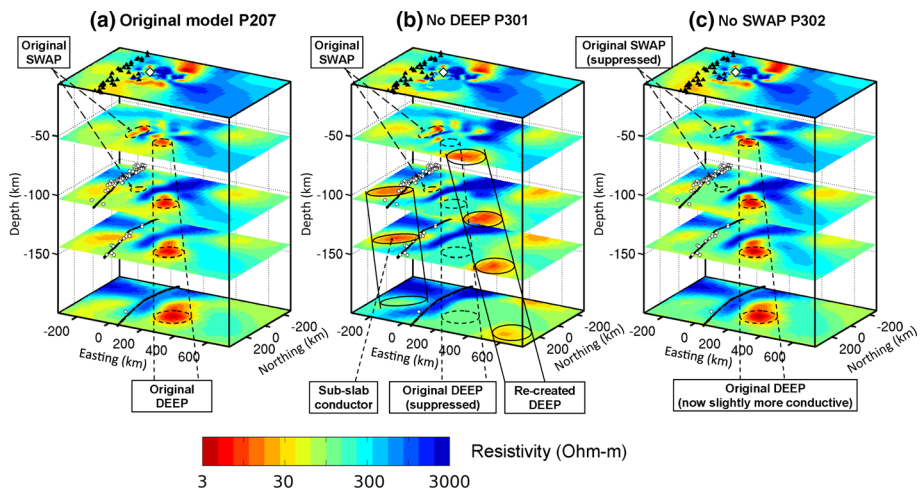 (a) Original model P207
(b) No DEEP P301
(c) No SWAP P302
Original
SWAP
Original
SWAP
Original SWAP
(suppressed)
Depth (km)
-50
-100
-150
-200
0
200
400
600
Easting (km)
-200
0
200
Northing (km)
Depth (km)
-50
-100
-150
-200
0
200
400
600
Easting (km)
-200
0
200
Northing (km)
Depth (km)
-50
-100
-150
-200
0
200
400
600
Easting (km)
-200
0
200
Northing (km)
Original
DEEP
Sub-slab
conductor
Original DEEP
(suppressed)
Re-created
DEEP
Original DEEP
(now slightly more conductive)
Resistivity (Ohm-m)
3
30
300
3000